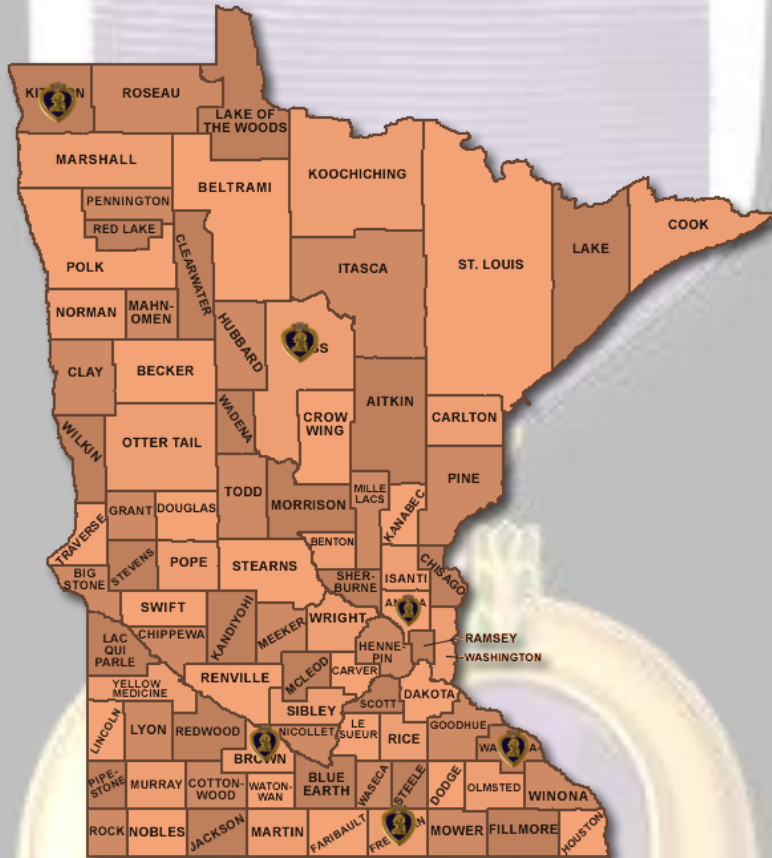 ROSEAU
LAKE OF
THE WOODS
MARSHALL
BELTRAMI
KOOCHICHING
PENNINGTON
RED LAKE
POLK
CLEARWATER
ITASCA
ST. LOUIS
LAKE
COOK
NORMAN
MAHN-
OMEN
HUBBARD
CLAY
BECKER
WADENA
CROW
WING
AITKIN
CARLTON
WILKIN
OTTER TAIL
TODD
MORRISON
MILLE
LACS
KANABEC
PINE
TRAVERSE
GRANT
DOUGLAS
BIG
STONE
STEVENS
POPE
STEARNS
BENTON
SHER-
BURNE
ISANTI
CHISAGO
SWIFT
KANDIYOHI
MEEKER
WRIGHT
LAC
QUI
PARLE
CHIPPEWA
HENNE-
PIN
RAMSEY
WASHINGTON
YELLOW
MEDICINE
RENVILLE
MCLEOD
CARVER
SCOTT
DAKOTA
LINCOLN
LYON
REDWOOD
SIBLEY
NICOLLET
LE
SUEUR
RICE
GOODHUE
BROWN
PIPE-
STONE
MURRAY
COTTON-
WOOD
WATON-
WAN
BLUE
EARTH
WASECA
STEELE
DODGE
OLMSTED
WINONA
ROCK
NOBLES
JACKSON
MARTIN
FARIBAULT
MOWER
FILLMORE
HOUSTON